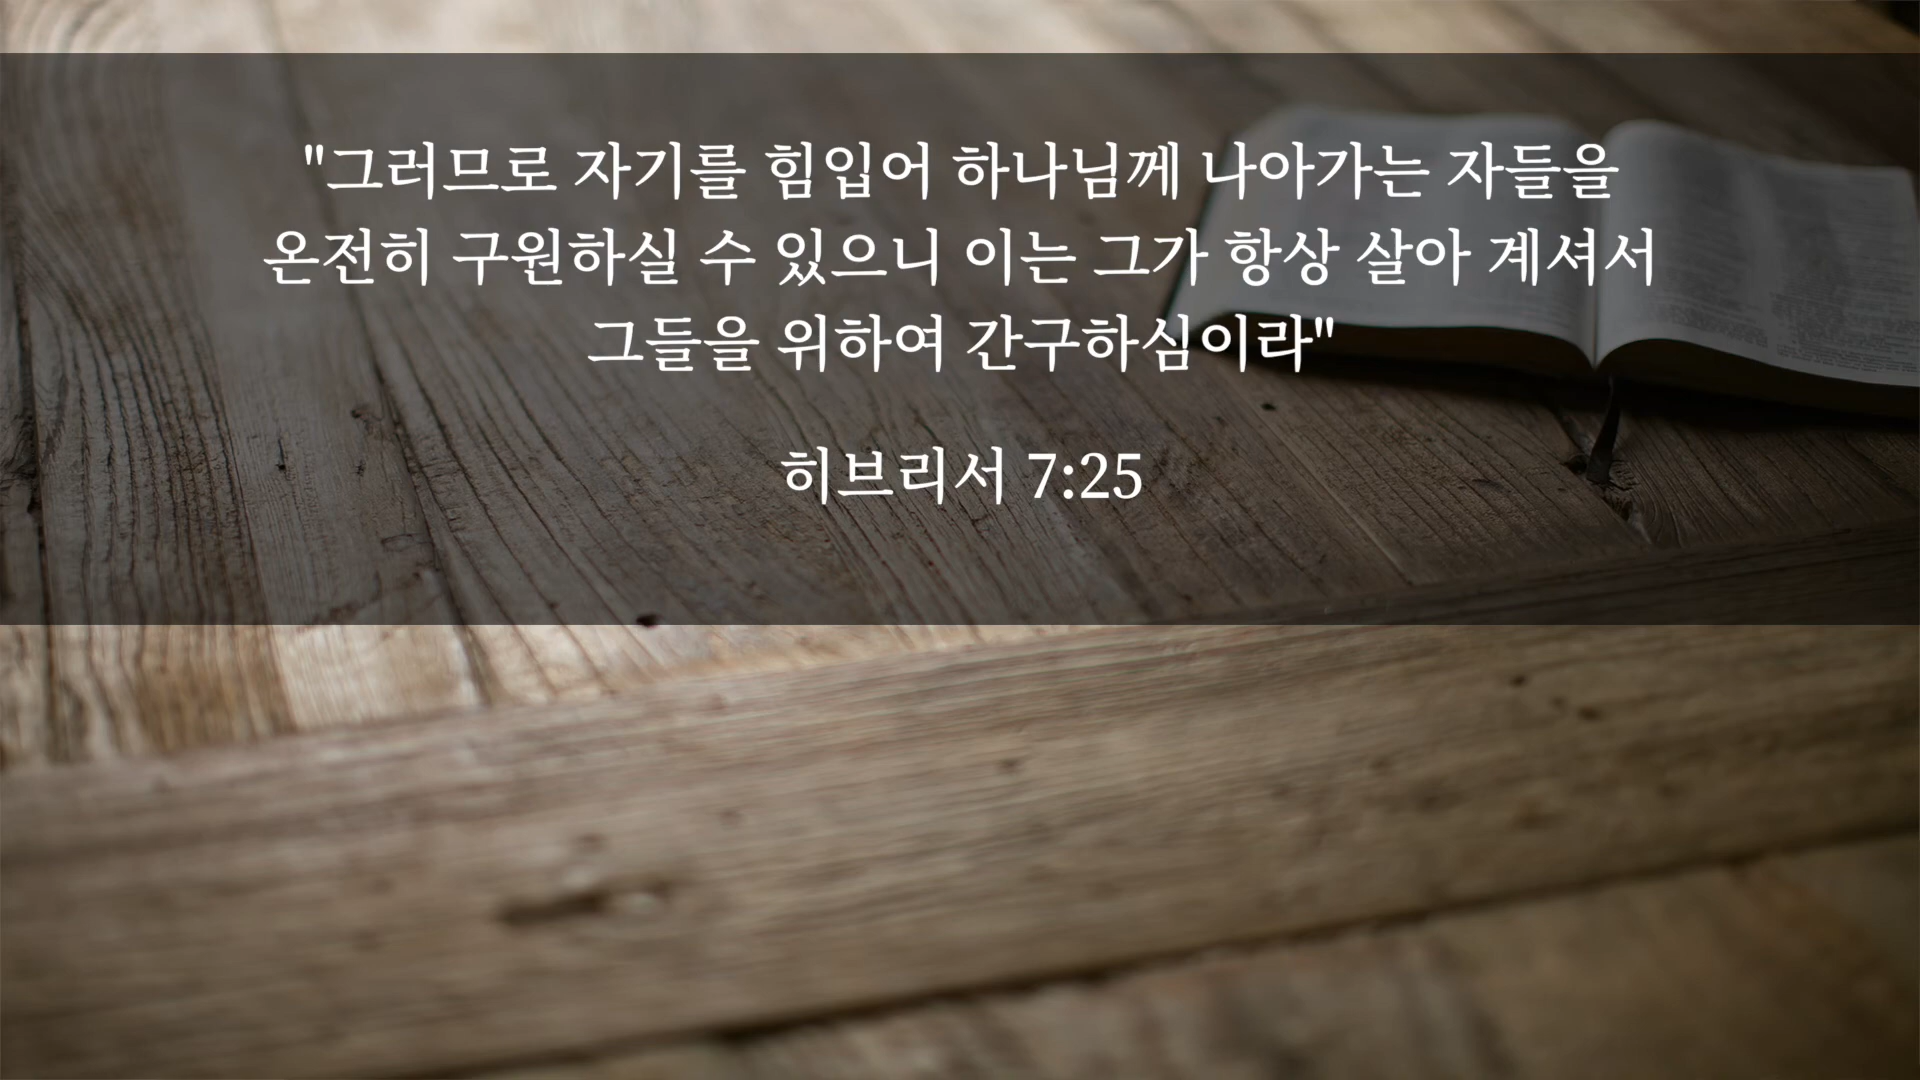 "그러므로 자기를 힘입어 하나님께 나아가는 자들을
온전히 구원하실 수 있으니 이는 그가 항상 살아 계셔서
그들을 위하여 간구하심이라"
히브리서 7:25